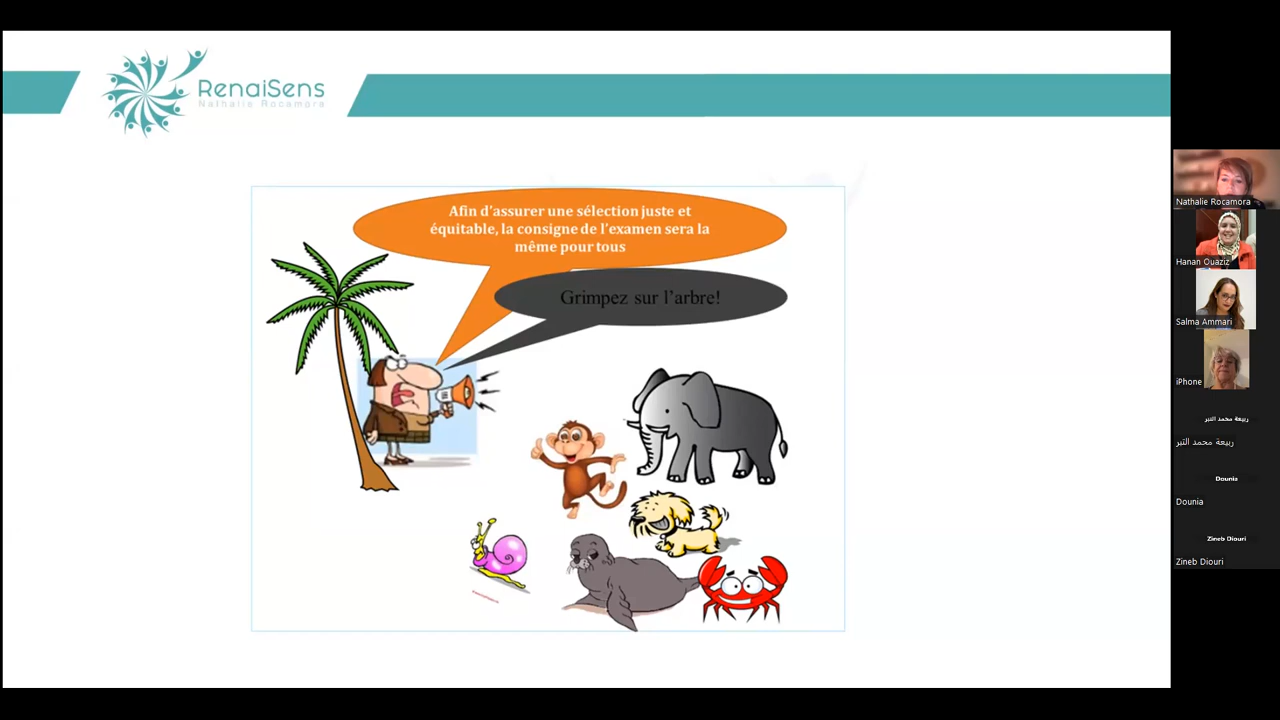 RenaiSens
Nathalie Rocamora
Afin d'assurer une sélection juste et
équitable, la consigne de l'examen sera la
même pour tous
Grimpez sur l'arbre!
Nathalie Rocamora
Hanan Ouaziz
Salma Ammari
iPhone
ربيعة محمد التبر
ربيعة محمد التبر
Dounia
Dounia
Zineb Diouri
Zineb Diouri